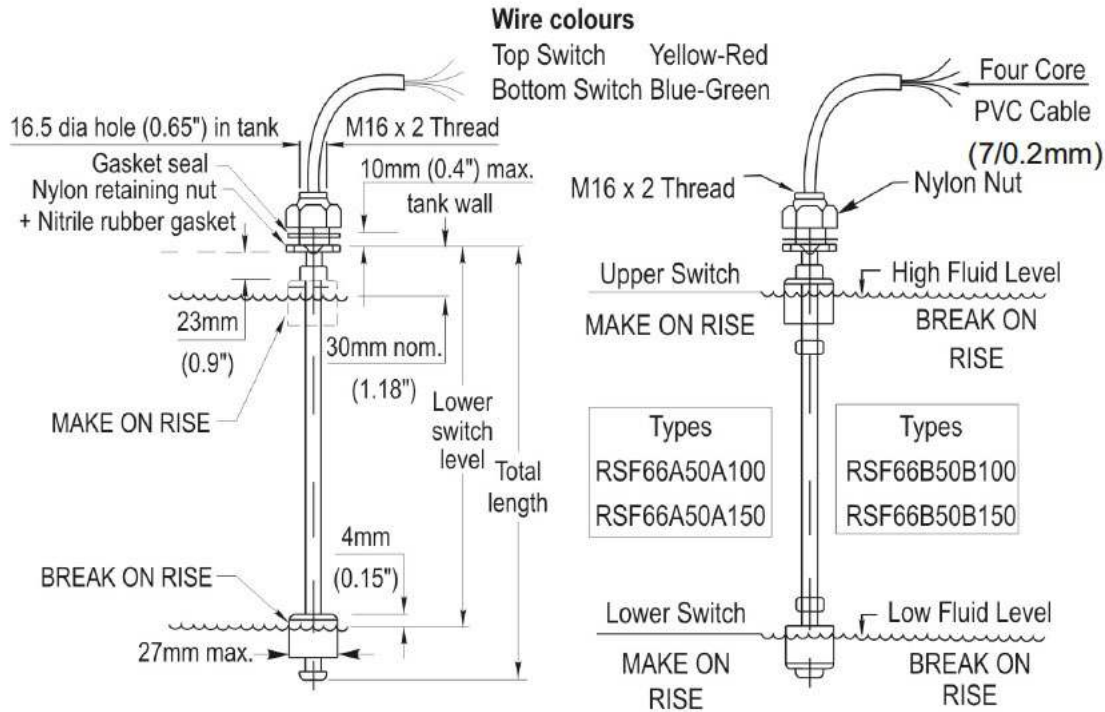 Wire colours
Top Switch Yellow-Red
Bottom Switch Blue-Green
16.5 dia hole (0.65") in tank
Gasket seal
Nylon retaining nut
+ Nitrile rubber gasket
M16 x 2 Thread
10mm (0.4") max.
tank wall
23mm
(0.9")
30mm nom.
(1.18")
MAKE ON RISE
Lower
switch
level
Total
length
4mm
(0.15")
BREAK ON RISE
27mm max.
Four Core
PVC Cable
(7/0.2mm)
M16 x 2 Thread
Nylon Nut
Upper Switch
High Fluid Level
MAKE ON RISE
BREAK ON
RISE
Types
RSF66A50A100
RSF66A50A150
Types
RSF66B50B100
RSF66B50B150
Lower Switch
Low Fluid Level
MAKE ON
RISE
BREAK ON
RISE